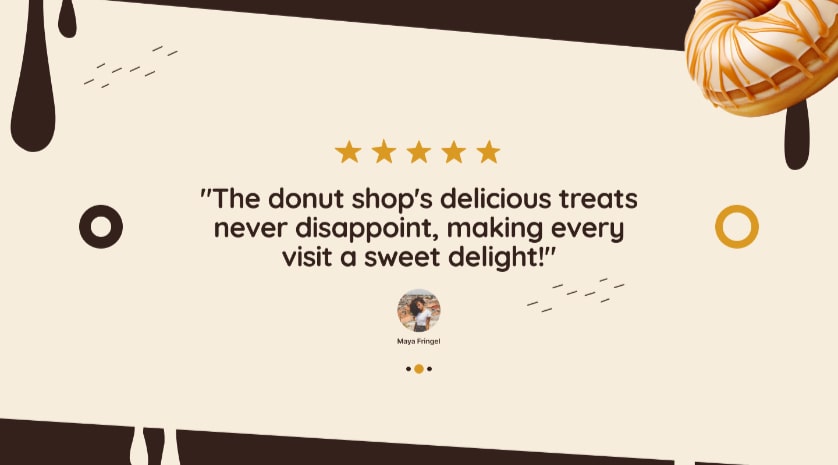 "The donut shop's delicious treats
never disappoint, making every
visit a sweet delight!"
Maya Fringel